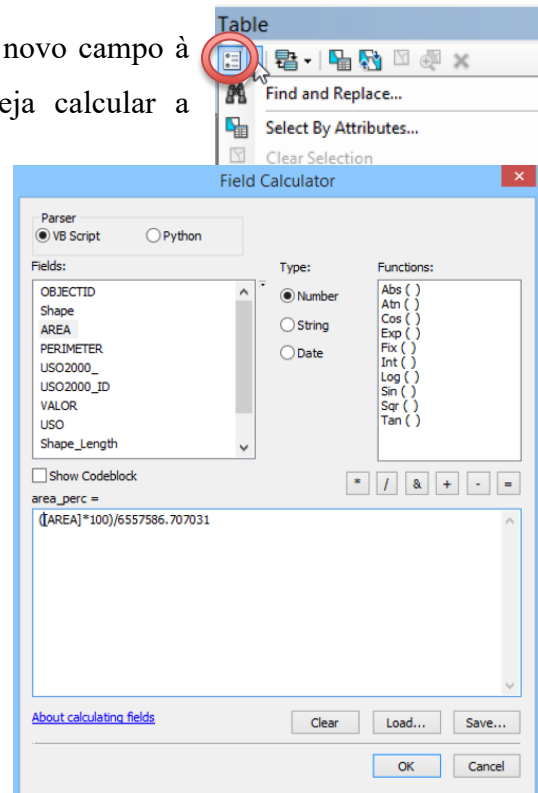 novo campo à
eja calcular a
Table
Find and Replace...
Select By Attributes...
Clear Selection
Field Calculator
Parser
VB Script Python
Fields: Type: Functions:
OBJECTID
Shape
AREA
PERIMETER
USO2000_
USO2000_ID
VALOR
USO
Shape_Length
Number
String
Date
Abs ( )
Atn ( )
Cos ( )
Exp ( )
Fix ( )
Int ( )
Log ( )
Sin ( )
Sqr ( )
Tan ( )
Show Codeblock
* / & + - =
area_perc =
([AREA]*100)/6557586.707031
About calculating fields
Clear Load... Save...
OK Cancel